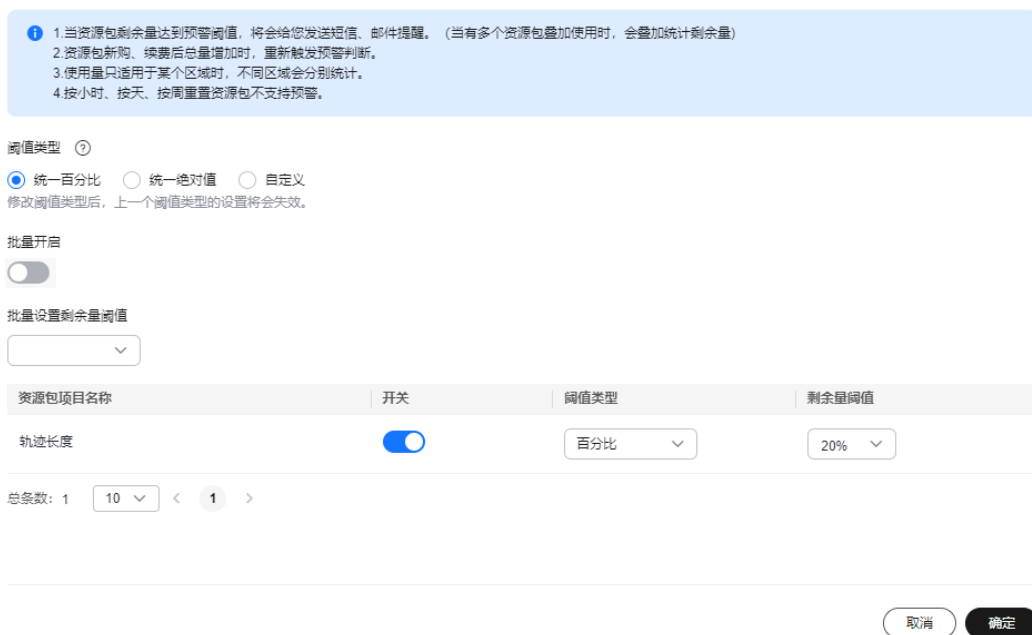 1.当资源包剩余量达到预警阈值，将会给您发送短信、邮件提醒。（当有多个资源包叠加使用时，会叠加统计剩余量）
2.资源包新购、续费后总量增加时，重新触发预警判断。
3.使用量只适用于某个区域时，不同区域会分别统计。
4.按小时、按天、按周重置资源包不支持预警。
阈值类型 ?
统一百分比 统一绝对值 自定义
修改阈值类型后，上一个阈值类型的设置将会失效。
批量开启
批量设置剩余量阈值
资源包项目名称 开关 阈值类型 剩余量阈值
轨迹长度 百分比 20%
总条数：1 10 < 1 >
取消 确定